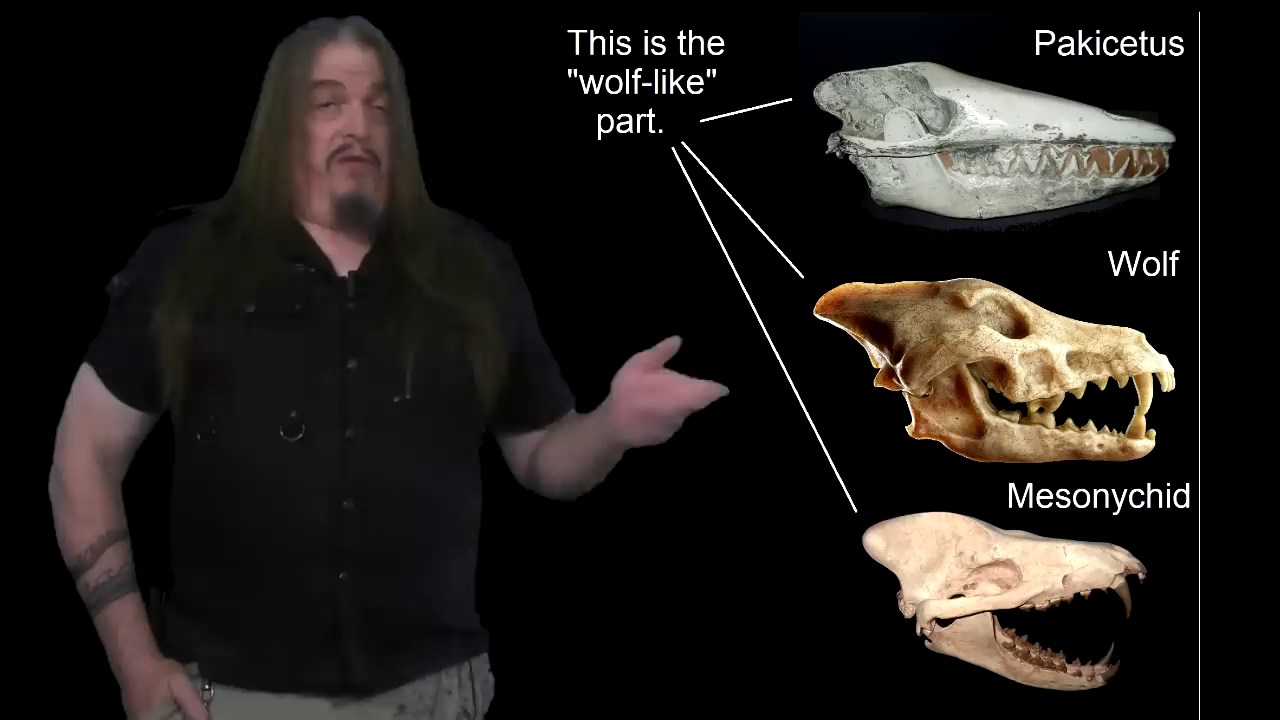 This is the
"wolf-like"
part.
Pakicetus
Wolf
Mesonychid